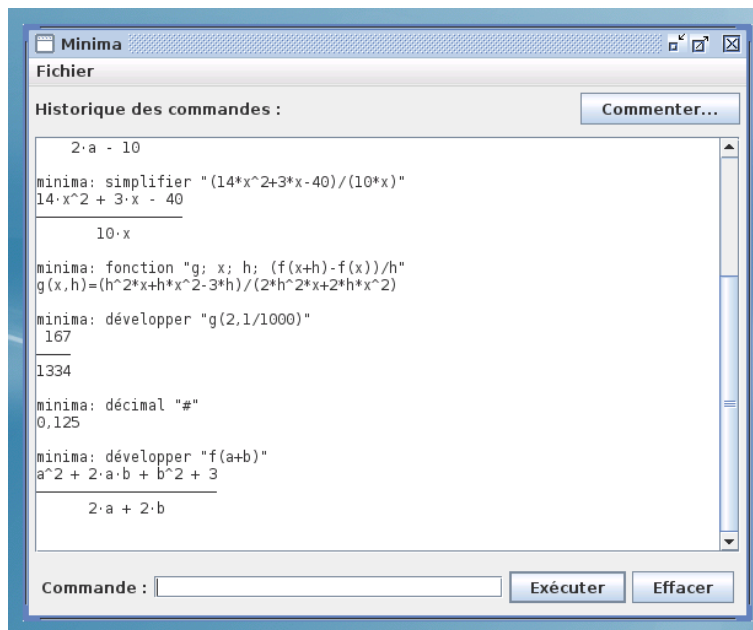 Minima
Fichier
Historique des commandes :
Commenter...
2·a - 10
minima: simplifier "(14*x^2+3*x-40)/(10*x)"
14·x^2 + 3·x - 40
10·x
minima: fonction "g; x; h; (f(x+h)-f(x))/h"
g(x,h)=(h^2*x+h*x^2-3*h)/(2*h^2*x+2*h*x^2)
minima: développer "g(2,1/1000)"
167
1334
minima: décimal "#"
0,125
minima: développer "f(a+b)"
a^2 + 2·a·b + b^2 + 3
2·a + 2·b
Commande :
Exécuter
Effacer